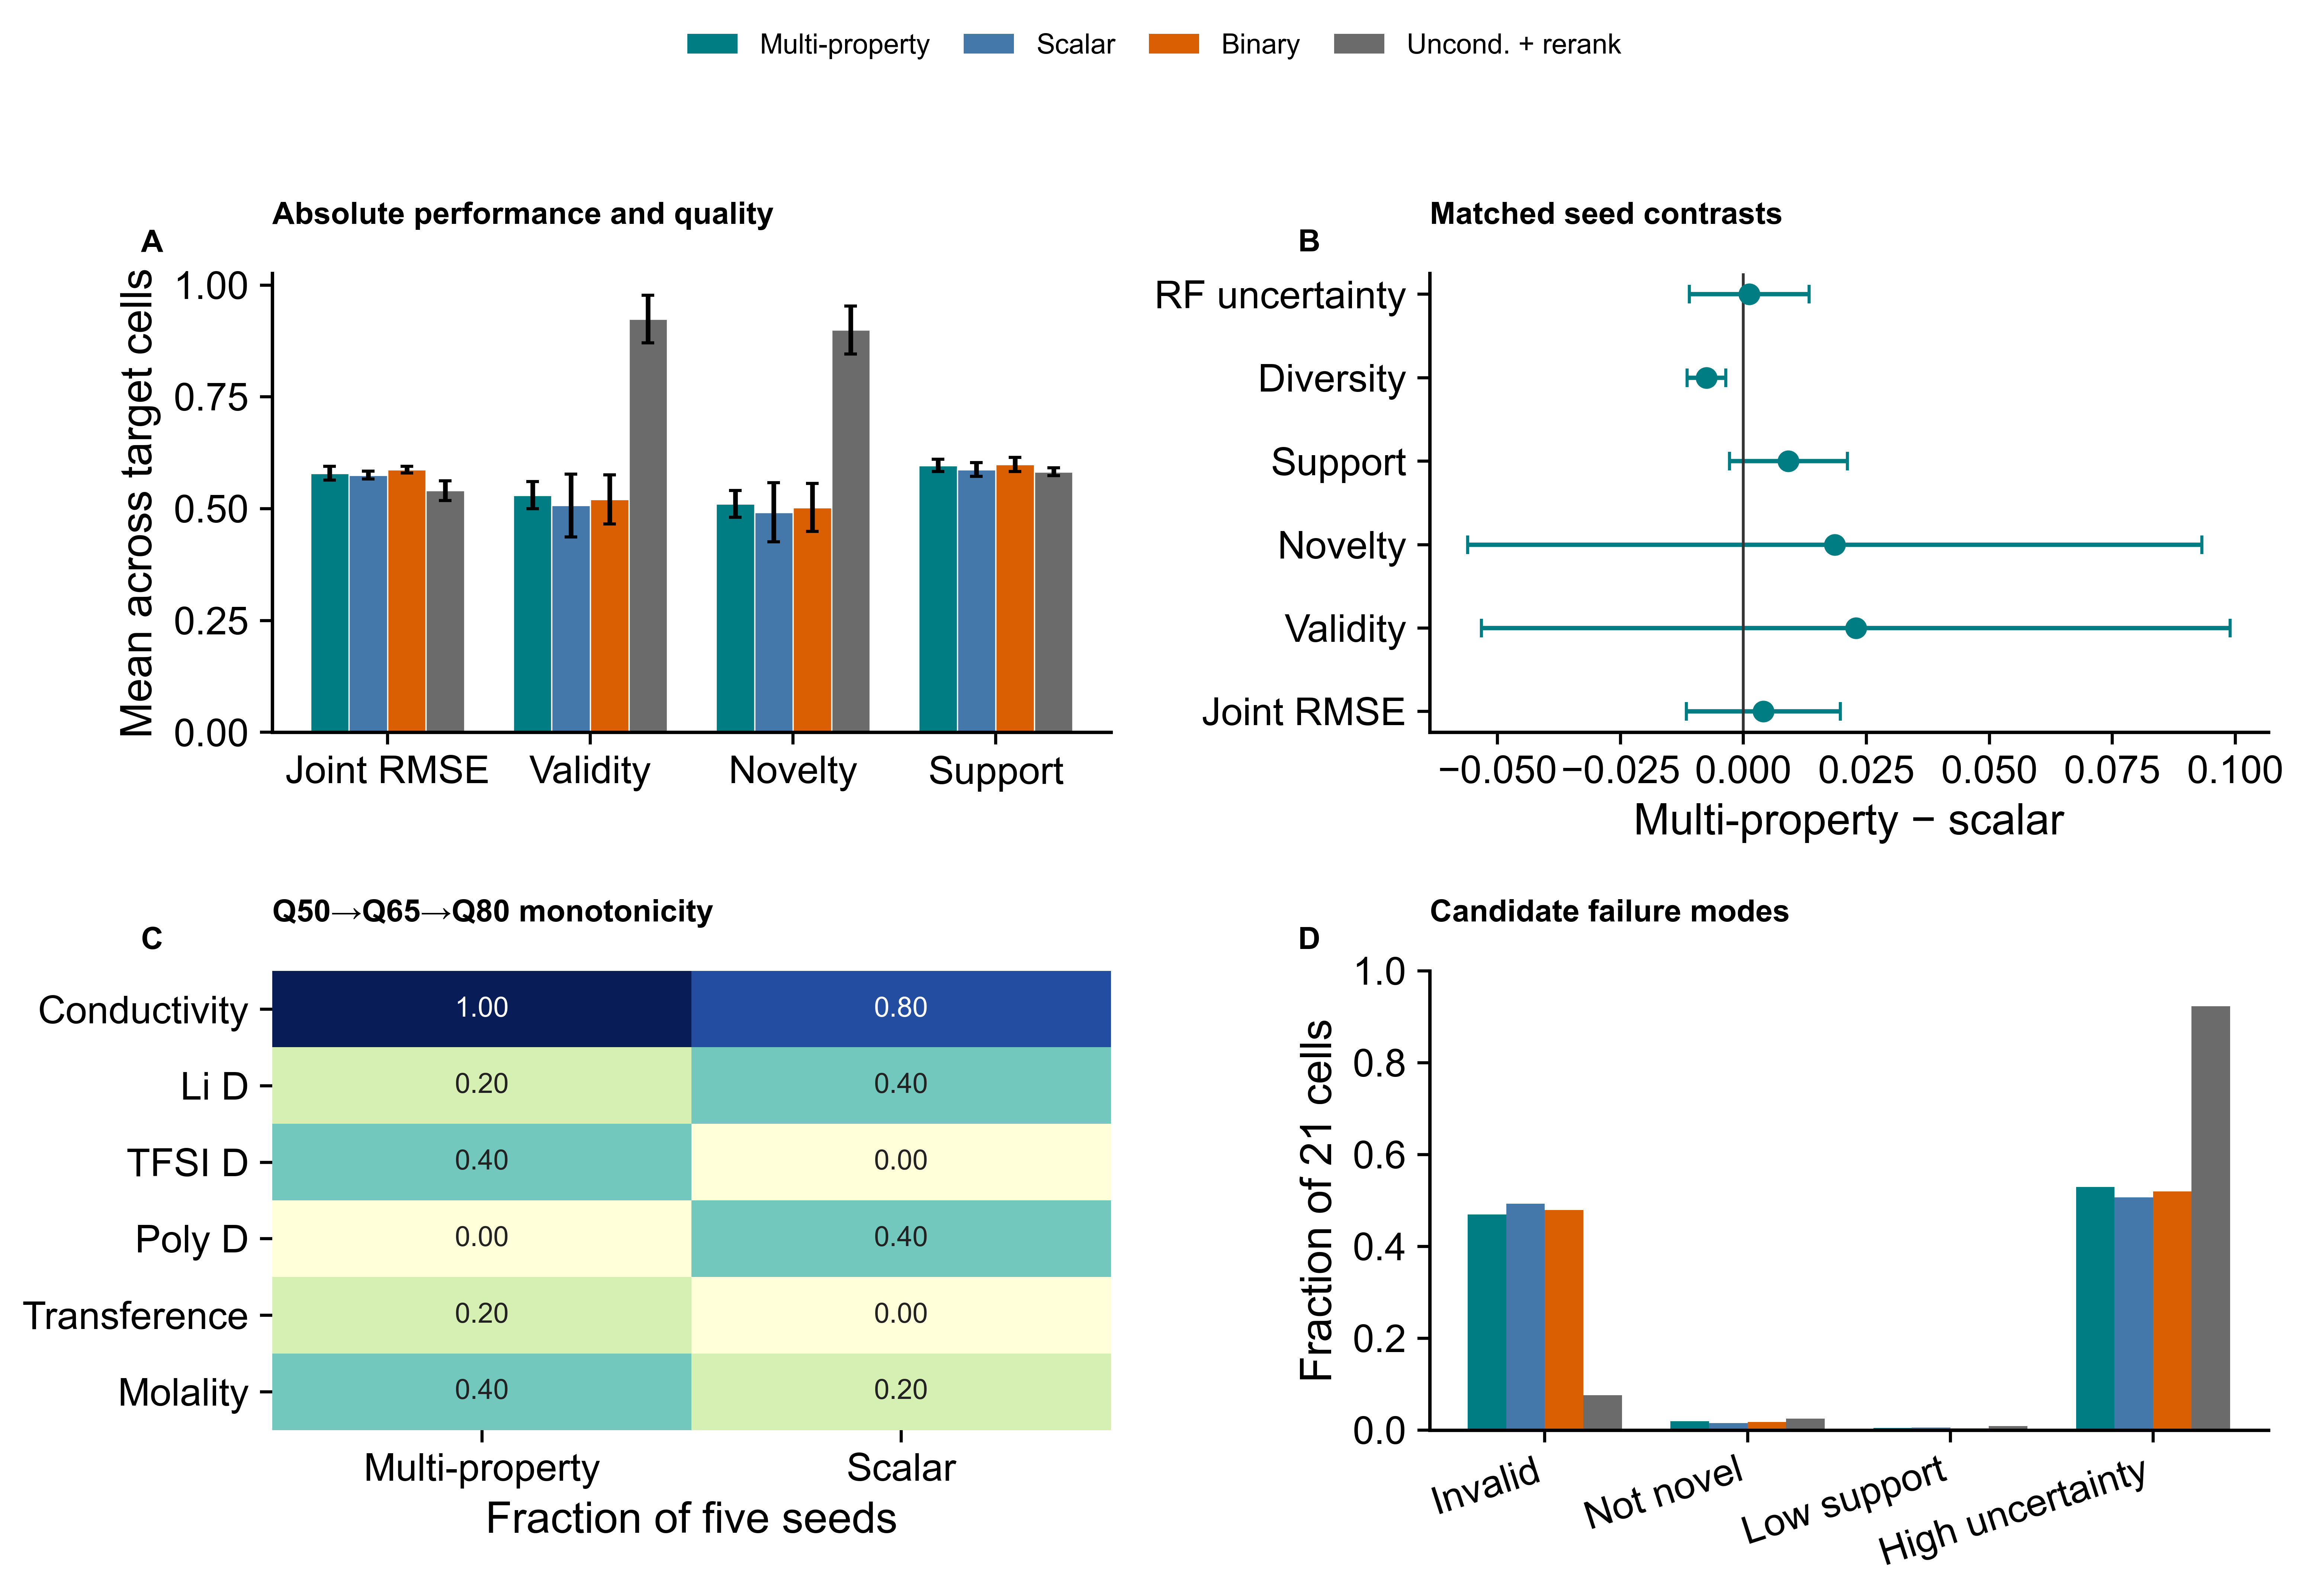 Multi-property Scalar Binary Uncond. + rerank
Absolute performance and quality
A
Mean across target cells
1.00
0.75
0.50
0.25
0.00
Joint RMSE Validity Novelty Support
Matched seed contrasts
B
RF uncertainty
Diversity
Support
Novelty
Validity
Joint RMSE
−0.050 −0.025 0.000 0.025 0.050 0.075 0.100
Multi-property − scalar
Q50→Q65→Q80 monotonicity
C
Conductivity 1.00 0.80
Li D 0.20 0.40
TFSI D 0.40 0.00
Poly D 0.00 0.40
Transference 0.20 0.00
Molality 0.40 0.20
Multi-property Scalar
Fraction of five seeds
Candidate failure modes
D
Fraction of 21 cells
1.0
0.8
0.6
0.4
0.2
0.0
Invalid
Not novel
Low support
High uncertainty